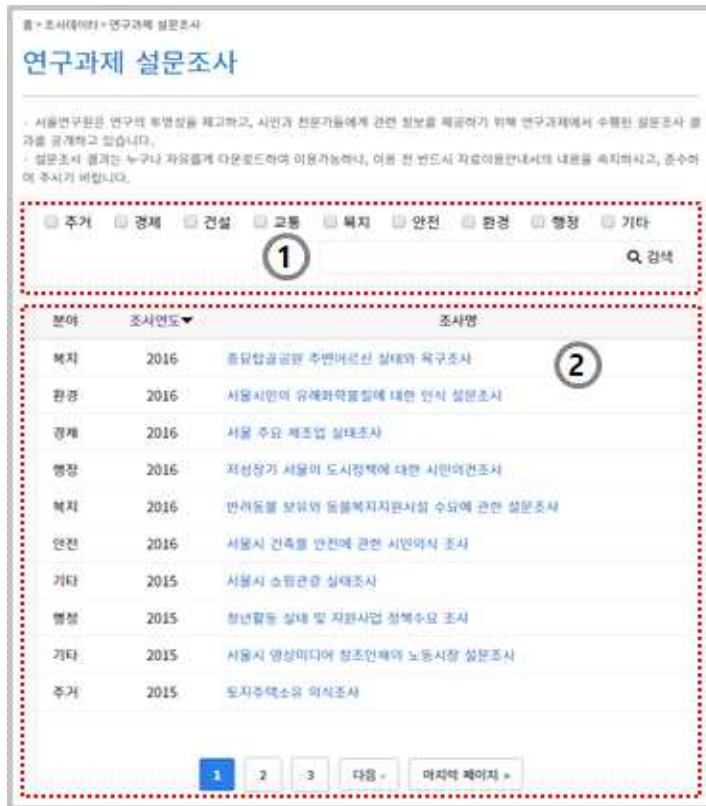 홈 > 조사데이터 > 연구과제 설문조사
연구과제 설문조사
- 서울연구원은 연구의 투명성을 제고하고, 시민과 전문가들에게 관련 정보를 제공하기 위해 연구과제에서 수행된 설문조사 결
과를 공개하고 있습니다.
- 설문조사 결과는 누구나 자유롭게 다운로드하여 이용가능하나, 이용 전 반드시 자료이용안내서의 내용을 숙지하시고, 준수하
여 주시기 바랍니다.
주거 경제 건설 교통 복지 안전 환경 행정 기타
① 검색
분야 조사연도▼ 조사명
②
복지 2016 종묘탑골공원 주변어르신 실태와 욕구조사
환경 2016 서울시민의 유해화학물질에 대한 인식 설문조사
경제 2016 서울 주요 제조업 실태조사
행정 2016 저성장기 서울의 도시정책에 대한 시민의견조사
복지 2016 반려동물 보유와 동물복지지원시설 수요에 관한 설문조사
안전 2016 서울시 건축물 안전에 관한 시민의식 조사
기타 2015 서울시 쇼핑관광 실태조사
행정 2015 청년활동 실태 및 지원사업 정책수요 조사
기타 2015 서울시 영상미디어 창조인재의 노동시장 설문조사
주거 2015 토지주택소유 의식조사
1 2 3 다음 › 마지막 페이지 »